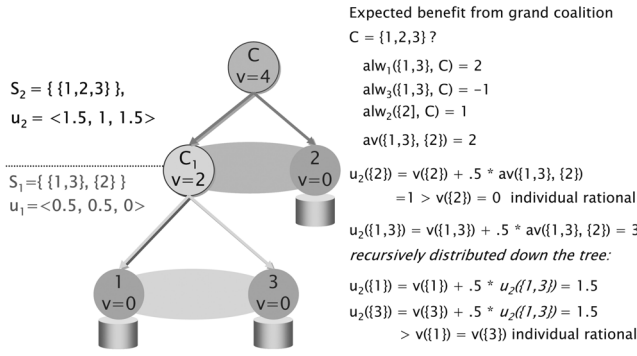 Expected benefit from grand coalition
C = {1,2,3} ?
alw₁({1,3}, C) = 2
alw₃({1,3}, C) = –1
alw₂({2], C) = 1
av({1,3}, {2}) = 2
u₂({2}) = v({2}) + .5 * av({1,3}, {2})
=1 > v({2}) = 0 individual rational
u₂({1,3}) = v({1,3}) + .5 * av({1,3}, {2}) = 3
recursively distributed down the tree:
u₂({1}) = v({1}) + .5 * u₂({1,3}) = 1.5
u₂({3}) = v({3}) + .5 * u₂({1,3}) = 1.5
> v({1}) = v({3}) individual rational
C
v=4
S₂ = { {1,2,3} },
u₂ = <1.5, 1, 1.5>
C₁
v=2
2
v=0
S₁={ {1,3}, {2} }
u₁=<0.5, 0.5, 0>
1
v=0
3
v=0